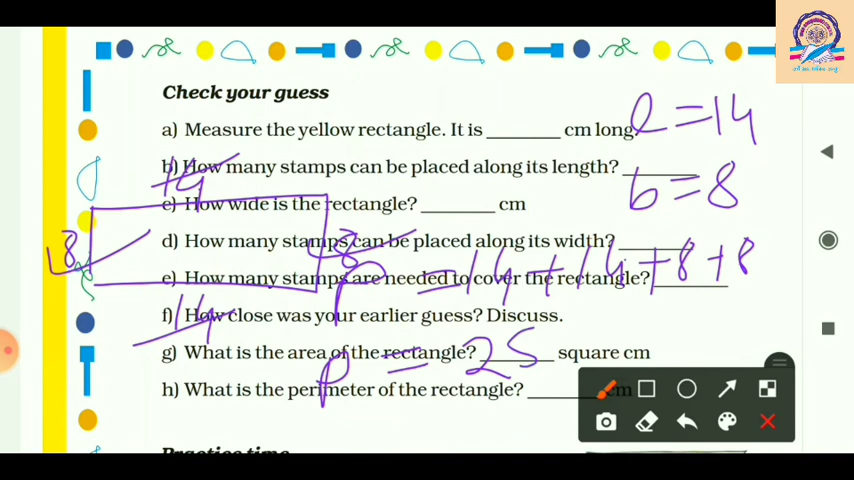 Check your guess
a) Measure the yellow rectangle. It is ________ cm long.
l = 14
b) How many stamps can be placed along its length? ________
14
b = 8
c) How wide is the rectangle? ________ cm
d) How many stamps can be placed along its width? ________
8
8
e) How many stamps are needed to cover the rectangle? ________
P = 14 + 14 + 8 + 8
f) How close was your earlier guess? Discuss.
14
g) What is the area of the rectangle? ________ square cm
P = 25
h) What is the perimeter of the rectangle? ________ cm
Practice time